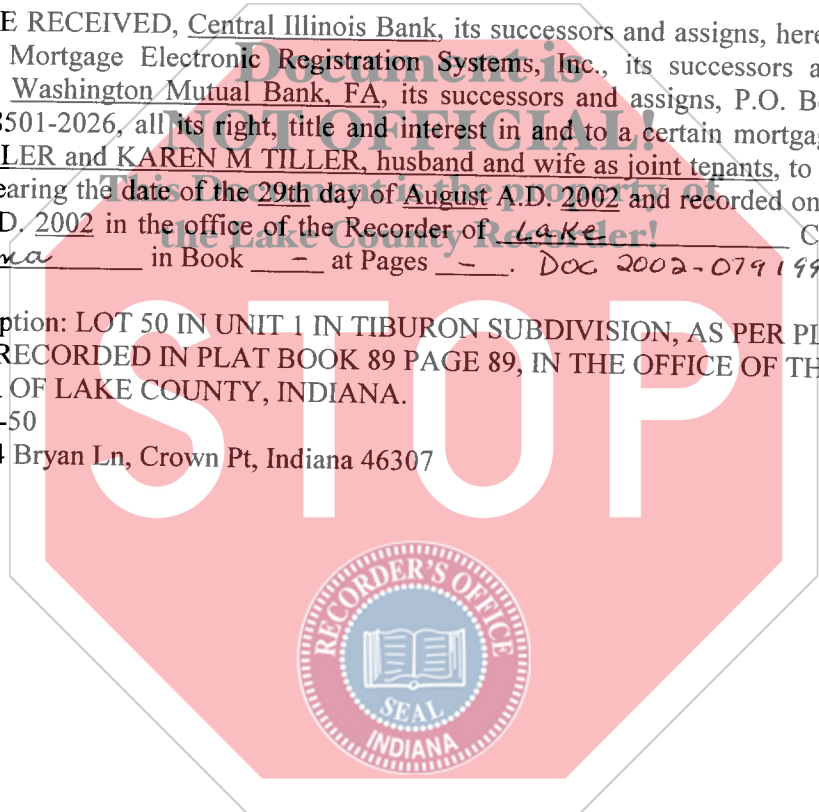 E RECEIVED, Central Illinois Bank, its successors and assigns, here
Mortgage Electronic Registration Systems, Inc., its successors a
Washington Mutual Bank, FA, its successors and assigns, P.O. B
3501-2026, all its right, title and interest in and to a certain mortgag
LER and KAREN M TILLER, husband and wife as joint tenants, to
earing the date of the 29th day of August A.D. 2002 and recorded on
D. 2002 in the office of the Recorder of Lake C
na in Book - at Pages - . DOC 2002-079199
Document is
NOT OFFICIAL!
This Document is the property of
the Lake County Recorder!
ption: LOT 50 IN UNIT 1 IN TIBURON SUBDIVISION, AS PER PL
RECORDED IN PLAT BOOK 89 PAGE 89, IN THE OFFICE OF TH
OF LAKE COUNTY, INDIANA.
-50
4 Bryan Ln, Crown Pt, Indiana 46307
STOP
RECORDER'S OFFICE
SEAL
INDIANA